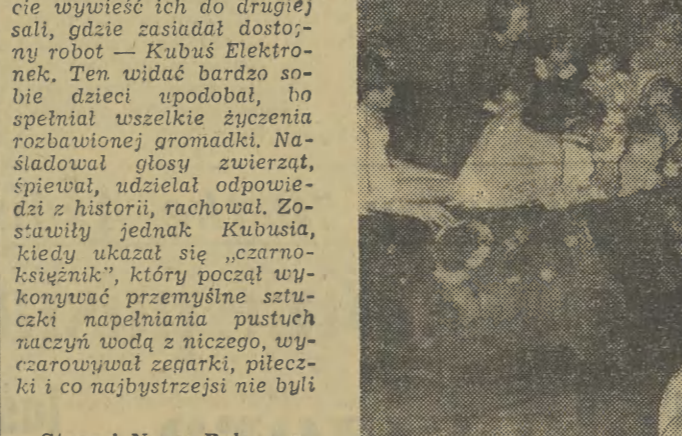 cie wywieść ich do drugiej
sali, gdzie zasiadał dostoj-
ny robot — Kubuś Elektro-
nek. Ten widać bardzo so-
bie dzieci upodobał, bo
spełniał wszelkie życzenia
rozbawionej gromadki. Na-
śladował głosy zwierząt,
śpiewał, udzielał odpowie-
dzi z historii, rachował. Zo-
stawiły jednak Kubusia,
kiedy ukazał się „czarno-
księżnik”, który począł wy-
konywać przemyślne sztu-
czki napełniania pustych
naczyń wodą z niczego, wy-
czarowywał zegarki, piłecz-
ki i co najbystrzejsi nie byli